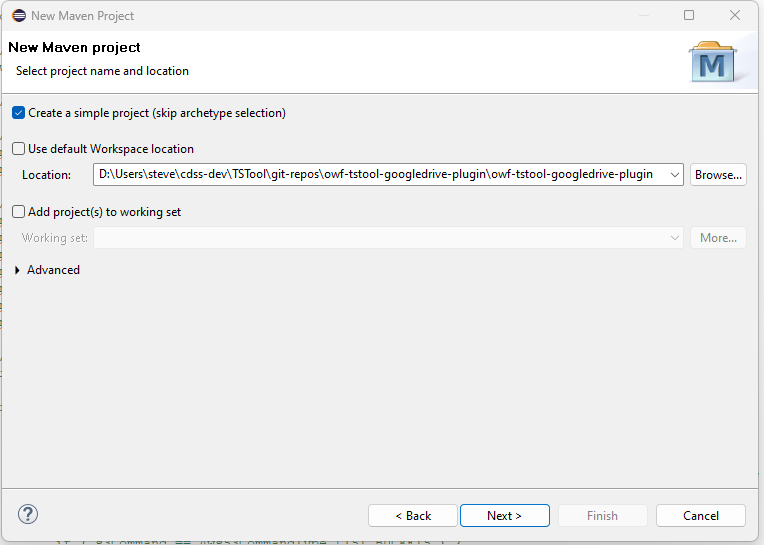 New Maven Project
New Maven project
Select project name and location
M
Create a simple project (skip archetype selection)
Use default Workspace location
Location: D:\Users\steve\cdss-dev\TSTool\git-repos\owf-tstool-googledrive-plugin\owf-tstool-googledrive-plugin Browse...
Add project(s) to working set
Working set: More...
Advanced
? < Back Next > Finish Cancel